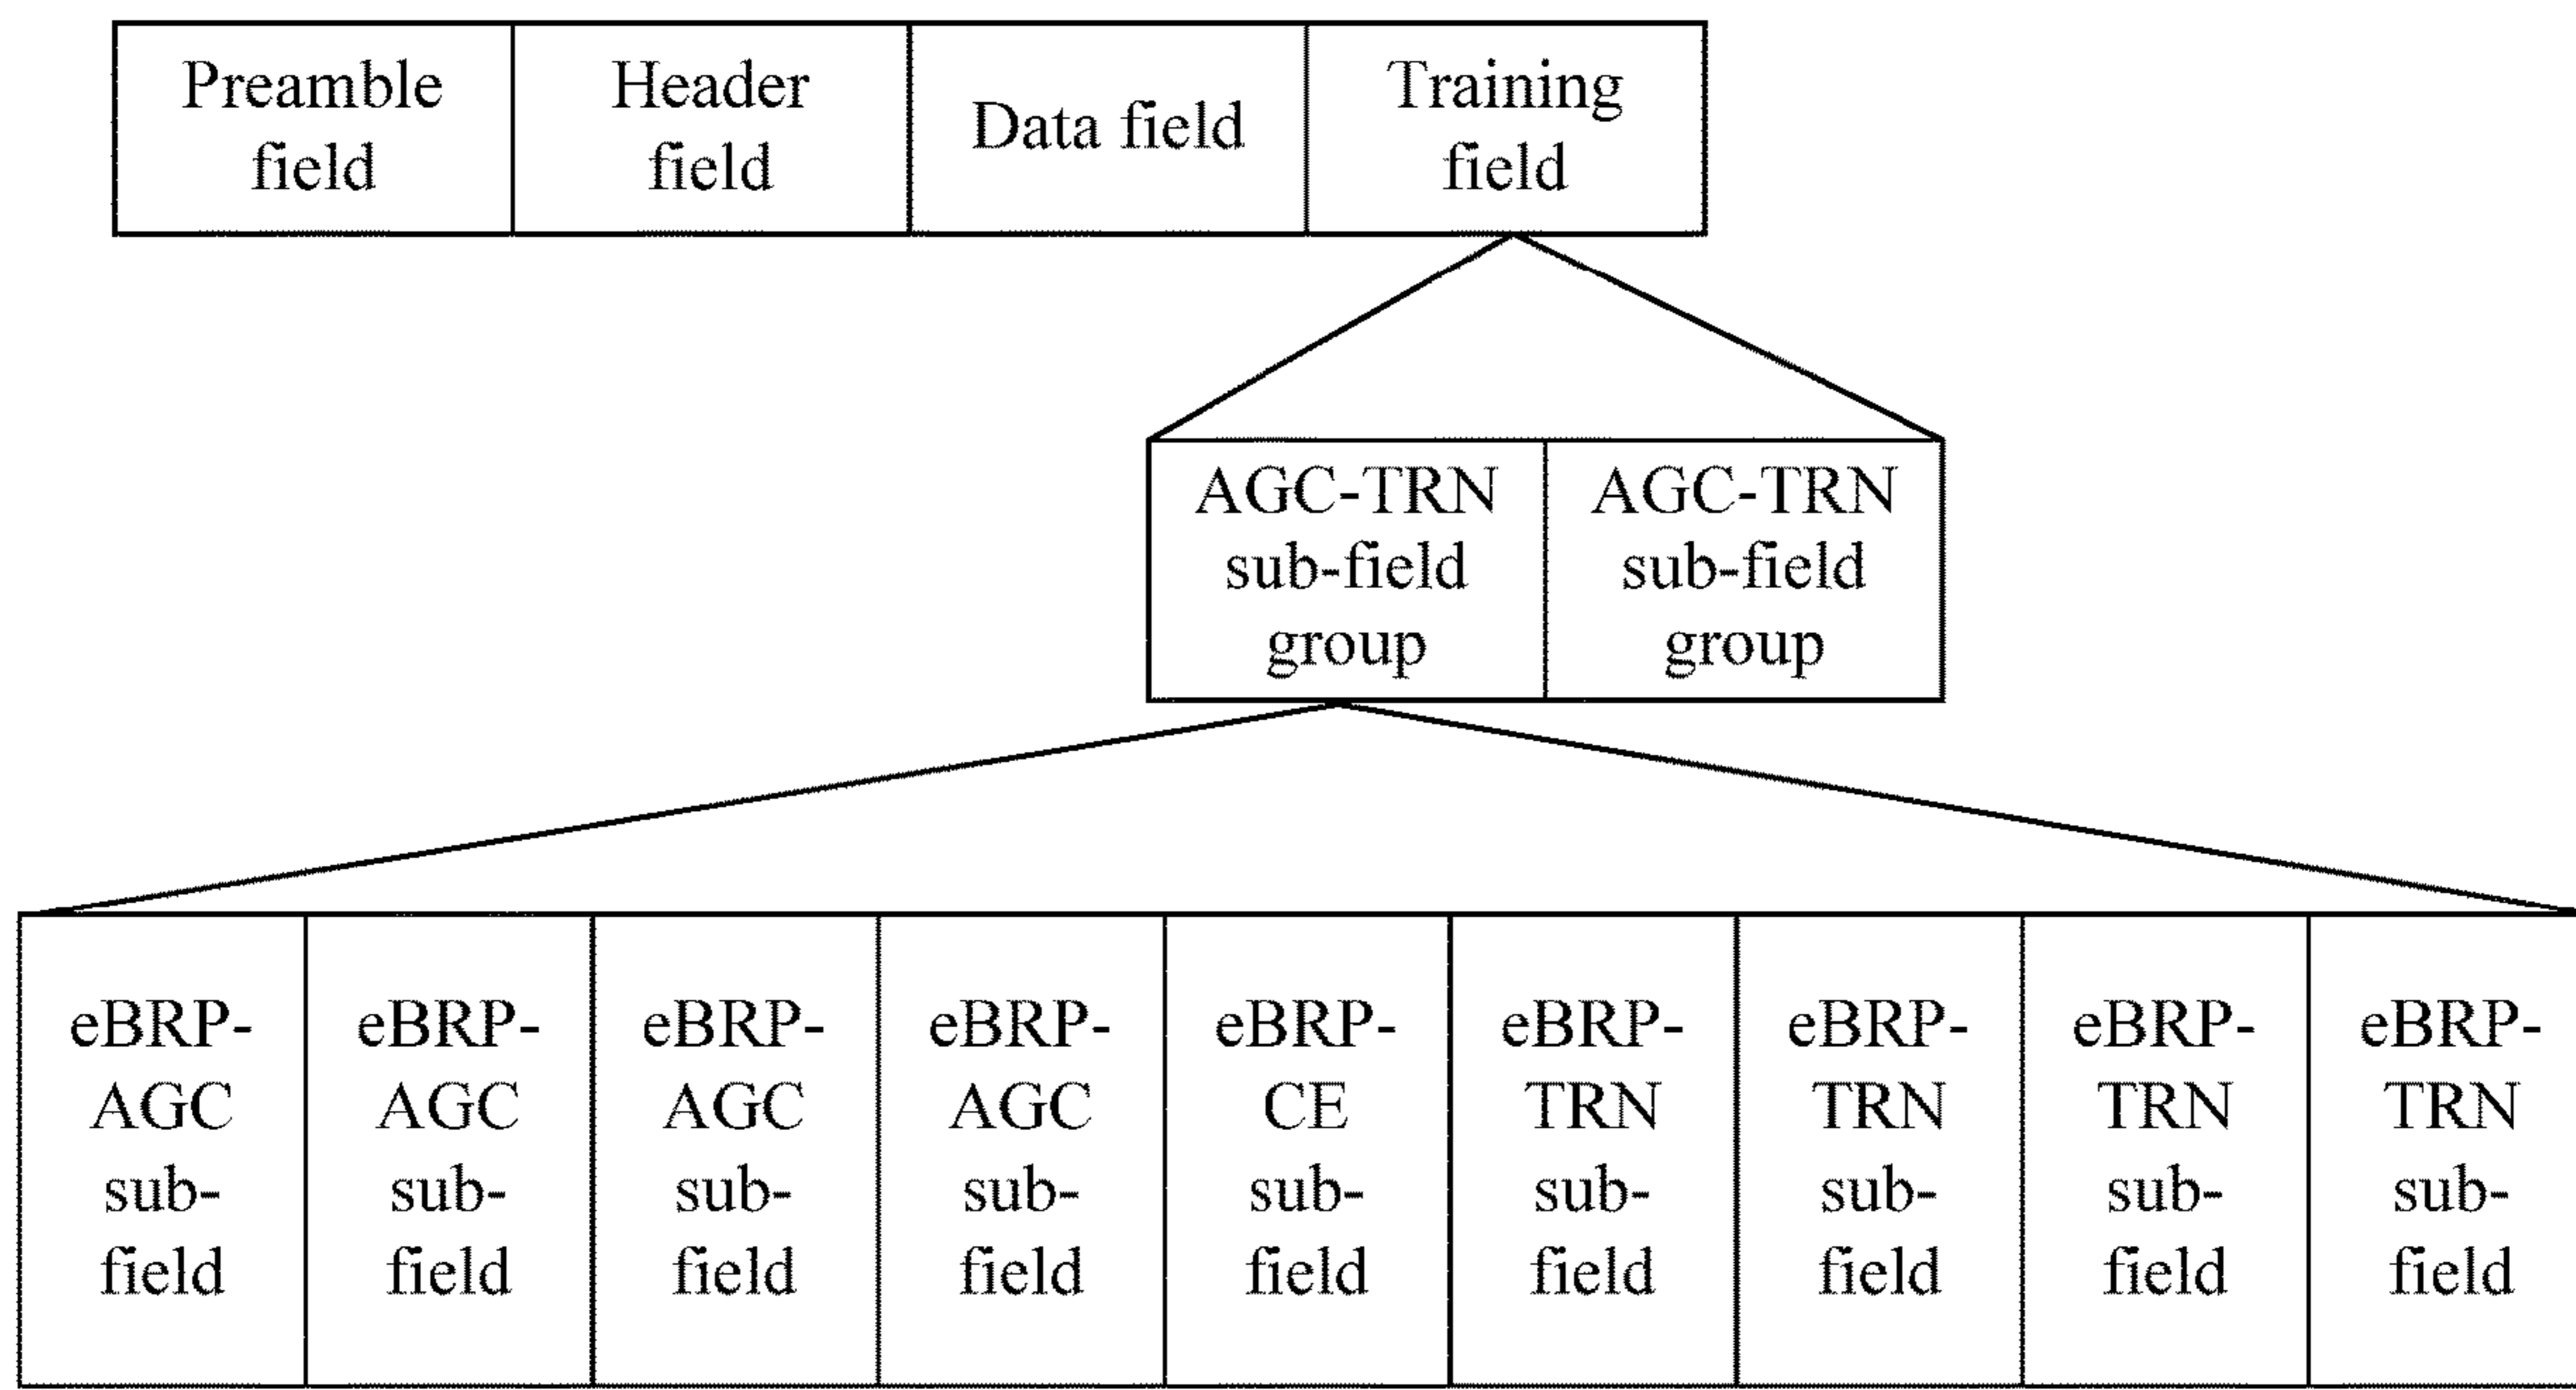 Preamble
field
Header
field
Data field
Training
field
AGC-TRN
sub-field
group
AGC-TRN
sub-field
group
eBRP-
AGC
sub-
field
eBRP-
AGC
sub-
field
eBRP-
AGC
sub-
field
eBRP-
AGC
sub-
field
eBRP-
CE
sub-
field
eBRP-
TRN
sub-
field
eBRP-
TRN
sub-
field
eBRP-
TRN
sub-
field
eBRP-
TRN
sub-
field